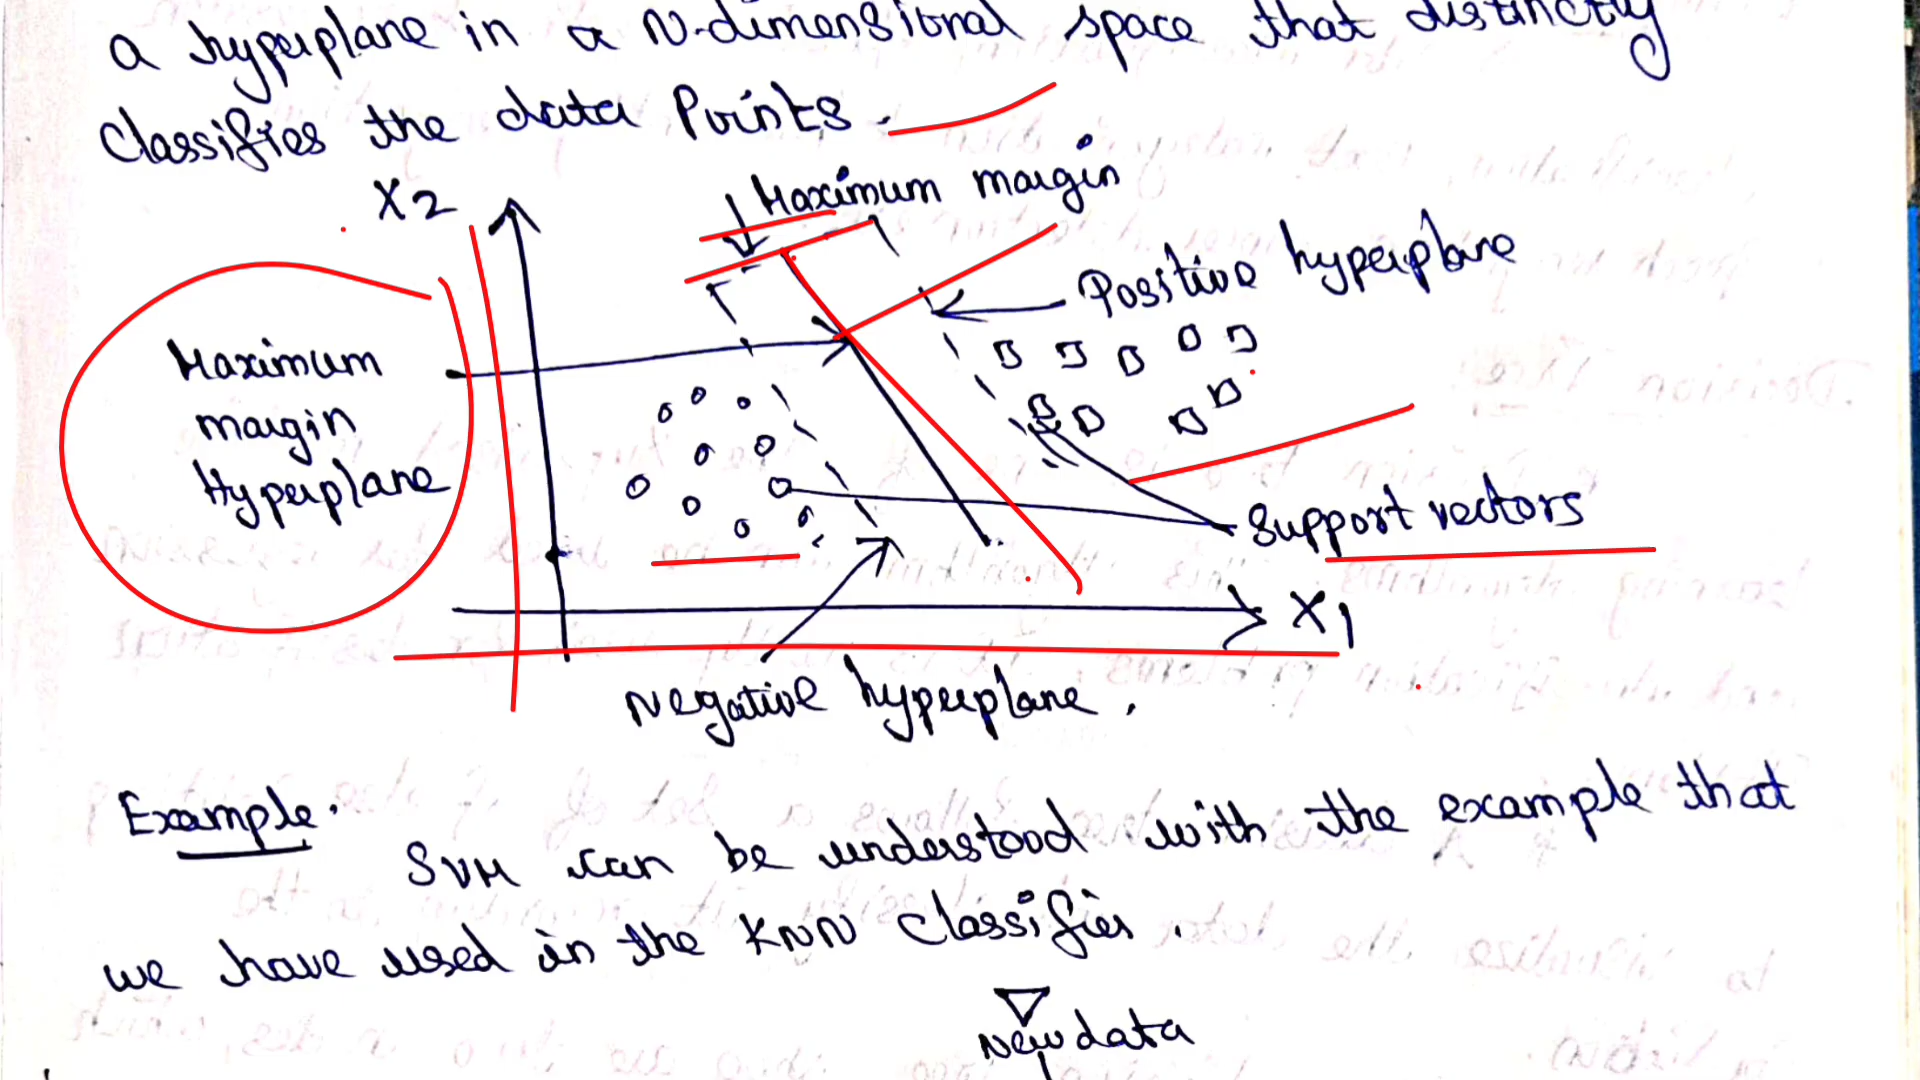 a hyperplane in a N-dimensional space that distinctly
classifies the data Points.
X2
Maximum margin
Positive hyperplane
Maximum
margin
Hyperplane
Support vectors
X1
Negative hyperplane.
Example.
SVM can be understood with the example that
we have used in the KNN classifier.
New data